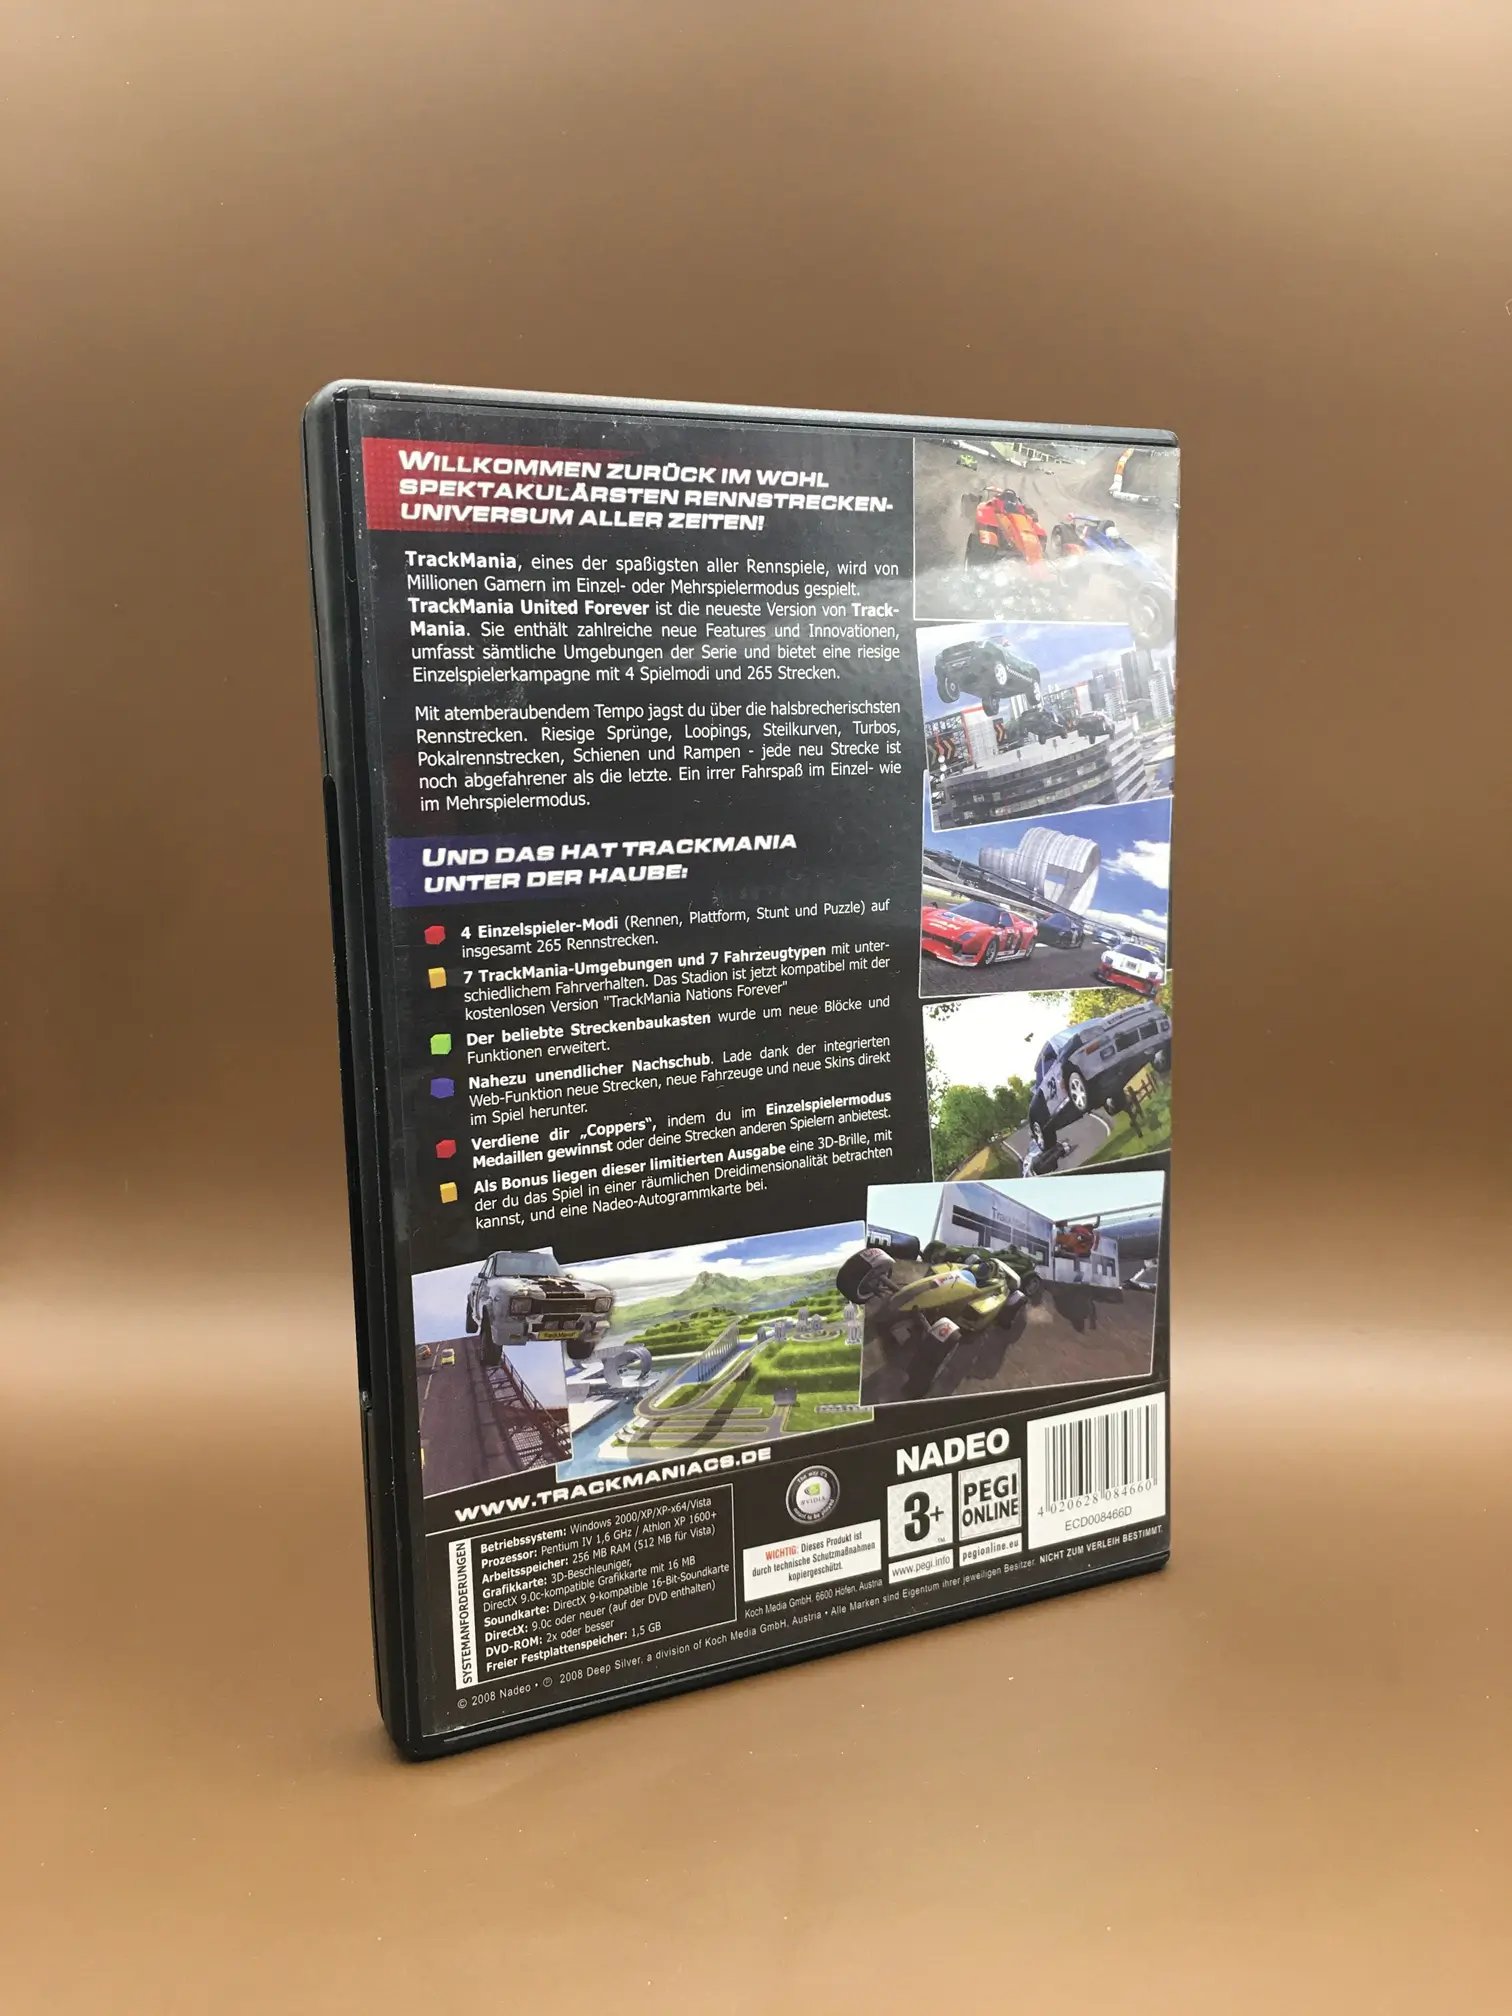 WILLKOMMEN ZURÜCK IM WOHL
SPEKTAKULÄRSTEN RENNSTRECKEN-
UNIVERSUM ALLER ZEITEN!
TrackMania, eines der spaßigsten aller Rennspiele, wird von
Millionen Gamern im Einzel- oder Mehrspielermodus gespielt.
TrackMania United Forever ist die neueste Version von Track-
Mania. Sie enthält zahlreiche neue Features und Innovationen,
umfasst sämtliche Umgebungen der Serie und bietet eine riesige
Einzelspielerkampagne mit 4 Spielmodi und 265 Strecken.
Mit atemberaubendem Tempo jagst du über die halsbrecherischsten
Rennstrecken. Riesige Sprünge, Loopings, Steilkurven, Turbos,
Pokalrennstrecken, Schienen und Rampen - jede neu Strecke ist
noch abgefahrener als die letzte. Ein irrer Fahrspaß im Einzel- wie
im Mehrspielermodus.
UND DAS HAT TRACKMANIA
UNTER DER HAUBE:
4 Einzelspieler-Modi (Rennen, Plattform, Stunt und Puzzle) auf
insgesamt 265 Rennstrecken.
7 TrackMania-Umgebungen und 7 Fahrzeugtypen mit unter-
schiedlichem Fahrverhalten. Das Stadion ist jetzt kompatibel mit der
kostenlosen Version "TrackMania Nations Forever"
Der beliebte Streckenbaukasten wurde um neue Blöcke und
Funktionen erweitert.
Nahezu unendlicher Nachschub. Lade dank der integrierten
Web-Funktion neue Strecken, neue Fahrzeuge und neue Skins direkt
im Spiel herunter.
Verdiene dir „Coppers“, indem du im Einzelspielermodus
Medaillen gewinnst oder deine Strecken anderen Spielern anbietest.
Als Bonus liegen dieser limitierten Ausgabe eine 3D-Brille, mit
der du das Spiel in einer räumlichen Dreidimensionalität betrachten
kannst, und eine Nadeo-Autogrammkarte bei.
WWW.TRACKMANIACS.DE
SYSTEMANFORDERUNGEN
Betriebssystem: Windows 2000/XP/XP-x64/Vista
Prozessor: Pentium IV 1,6 GHz / Athlon XP 1600+
Arbeitsspeicher: 256 MB RAM (512 MB für Vista)
Grafikkarte: 3D-Beschleuniger,
DirectX 9.0c-kompatible Grafikkarte mit 16 MB
Soundkarte: DirectX 9-kompatible 16-Bit-Soundkarte
DirectX: 9.0c oder neuer (auf der DVD enthalten)
DVD-ROM: 2x oder besser
Freier Festplattenspeicher: 1,5 GB
NVIDIA
WICHTIG: Dieses Produkt ist
durch technische Schutzmaßnahmen
kopiergeschützt.
NADEO
3+
www.pegi.info
PEGI
ONLINE
pegionline.eu
4 020628 084660
ECD008466D
Koch Media GmbH, 6600 Höfen, Austria
© 2008 Nadeo • ℗ 2008 Deep Silver, a division of Koch Media GmbH, Austria • Alle Marken sind Eigentum ihrer jeweiligen Besitzer. NICHT ZUM VERLEIH BESTIMMT.